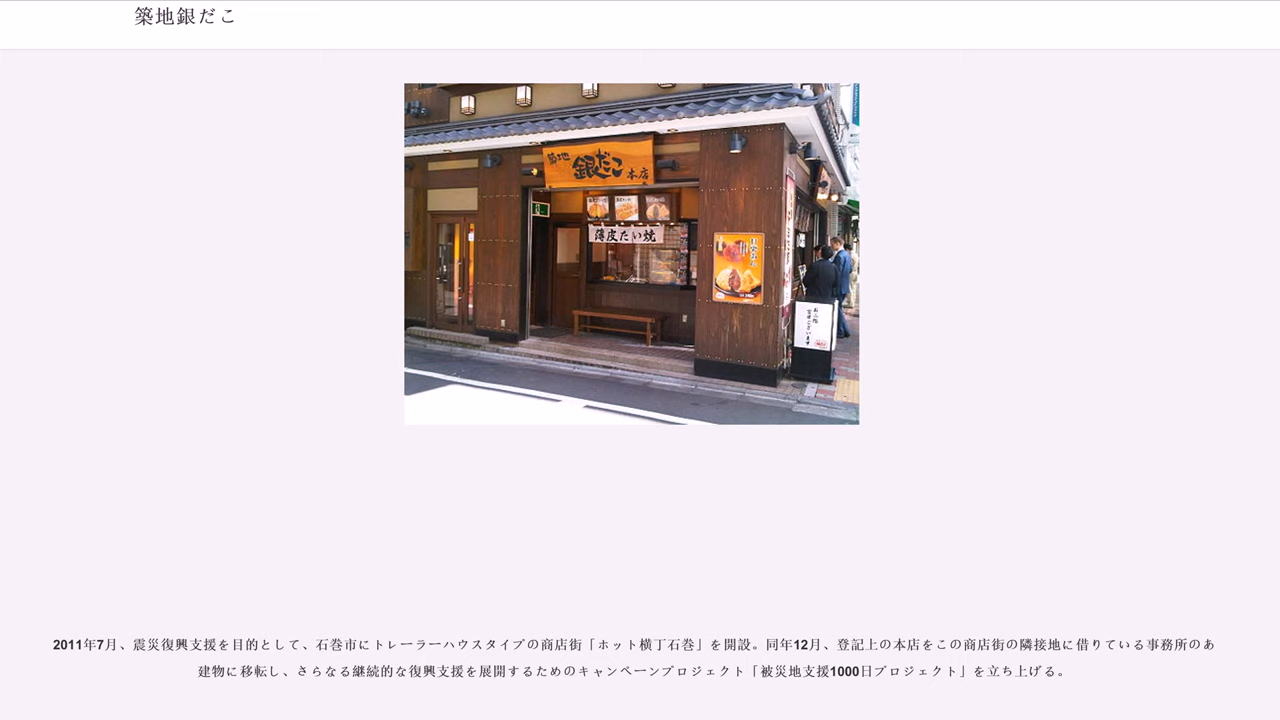 築地銀だこ
築地 銀だこ 本店
薄皮たい焼
2011年7月、震災復興支援を目的として、石巻市にトレーラーハウスタイプの商店街「ホット横丁石巻」を開設。同年12月、登記上の本店をこの商店街の隣接地に借りている事務所のあ
建物に移転し、さらなる継続的な復興支援を展開するためのキャンペーンプロジェクト「被災地支援1000日プロジェクト」を立ち上げる。